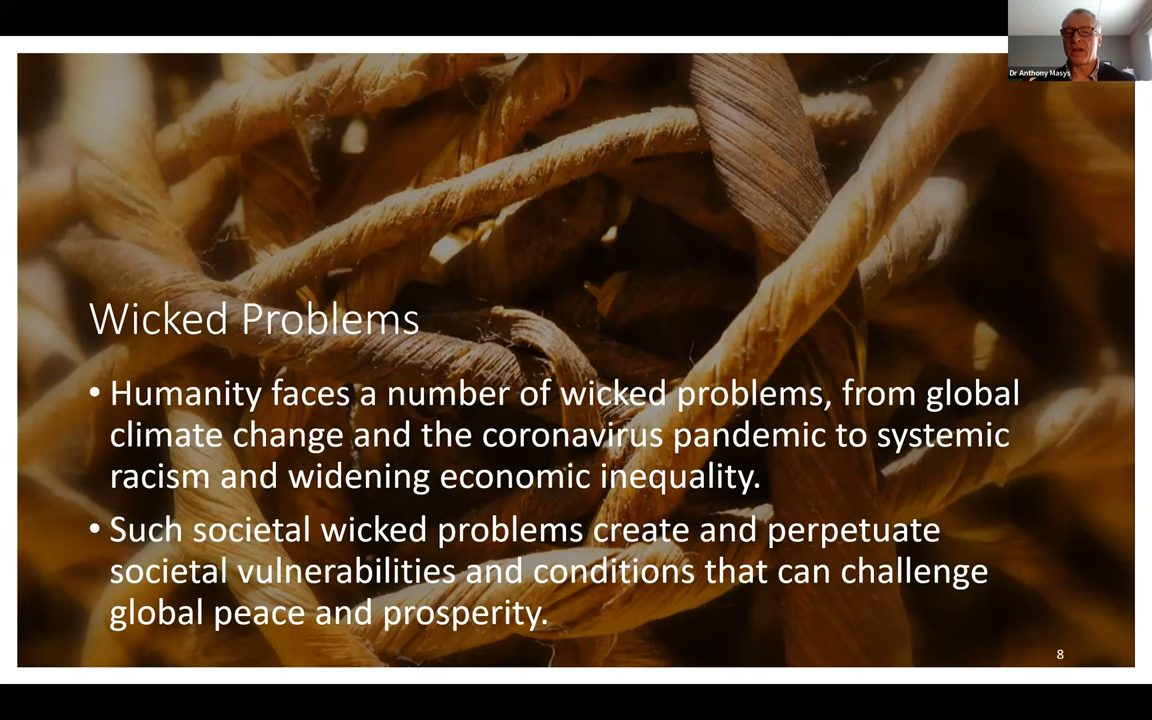 Dr Anthony Masys
Wicked Problems
• Humanity faces a number of wicked problems, from global
climate change and the coronavirus pandemic to systemic
racism and widening economic inequality.
• Such societal wicked problems create and perpetuate
societal vulnerabilities and conditions that can challenge
global peace and prosperity.
8